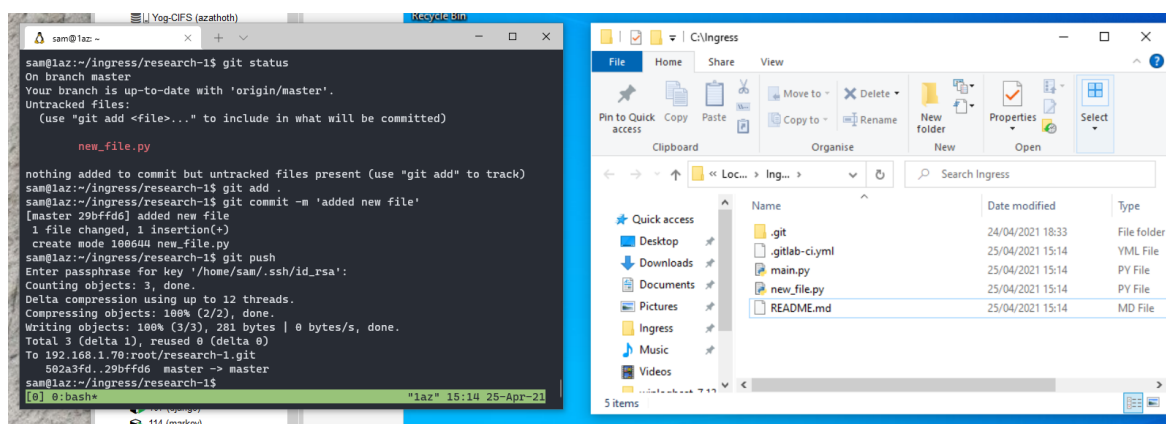 Yog-CIFS (azathoth)
Recycle Bin
sam@1az: ~
sam@1az:~/ingress/research-1$ git status
On branch master
Your branch is up-to-date with 'origin/master'.
Untracked files:
(use "git add <file>..." to include in what will be committed)
new_file.py
nothing added to commit but untracked files present (use "git add" to track)
sam@1az:~/ingress/research-1$ git add .
sam@1az:~/ingress/research-1$ git commit -m 'added new file'
[master 29bffd6] added new file
1 file changed, 1 insertion(+)
create mode 100644 new_file.py
sam@1az:~/ingress/research-1$ git push
Enter passphrase for key '/home/sam/.ssh/id_rsa':
Counting objects: 3, done.
Delta compression using up to 12 threads.
Compressing objects: 100% (2/2), done.
Writing objects: 100% (3/3), 281 bytes | 0 bytes/s, done.
Total 3 (delta 1), reused 0 (delta 0)
To 192.168.1.70:root/research-1.git
502a3fd..29bffd6  master -> master
sam@1az:~/ingress/research-1$
[0] 0:bash* "1az" 15:14 25-Apr-21
114 (markov)
C:\Ingress
File Home Share View
Pin to Quick access
Copy
Paste
Move to
Copy to
Delete
Rename
New folder
Properties
Select
Clipboard Organise New Open
« Loc... > Ing... >
Search Ingress
Quick access
Desktop
Downloads
Documents
Pictures
Ingress
Music
Videos
Name Date modified Type
.git 24/04/2021 18:33 File folder
.gitlab-ci.yml 25/04/2021 15:14 YML File
main.py 25/04/2021 15:14 PY File
new_file.py 25/04/2021 15:14 PY File
README.md 25/04/2021 15:14 MD File
5 items